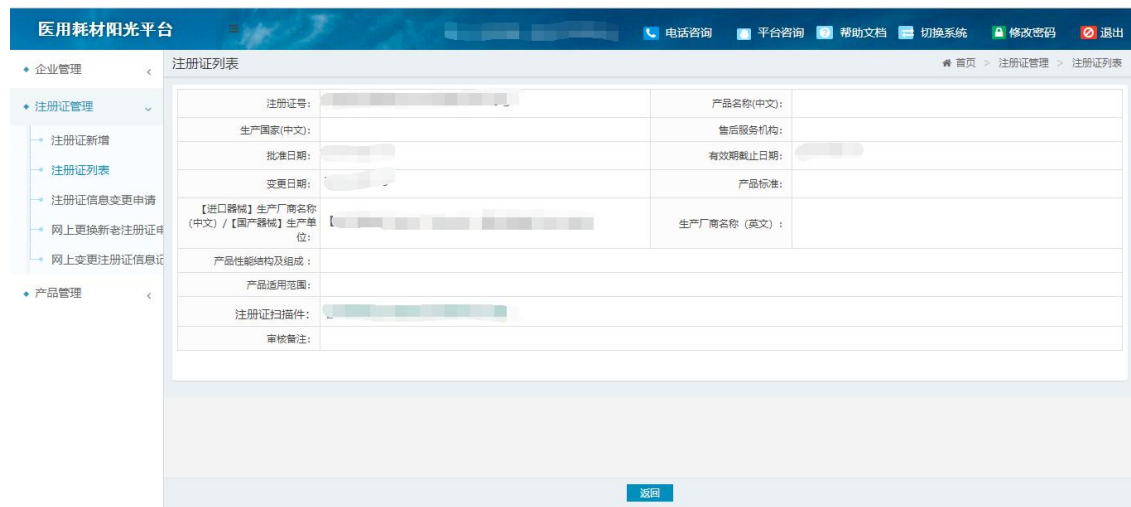 医用耗材阳光平台
电话咨询 平台咨询 帮助文档 切换系统 修改密码 退出
企业管理
注册证列表
首页 > 注册证管理 > 注册证列表
注册证管理
注册证新增
注册证列表
注册证信息变更申请
网上更换新老注册证申
网上变更注册证信息证
产品管理
注册证号:
产品名称(中文):
生产国家(中文):
售后服务机构:
批准日期:
有效期截止日期:
变更日期:
产品标准:
【进口器械】生产厂商名称
(中文) /【国产器械】生产单
位:
生产厂商名称（英文）:
产品性能结构及组成:
产品适用范围:
注册证扫描件:
审核备注:
返回